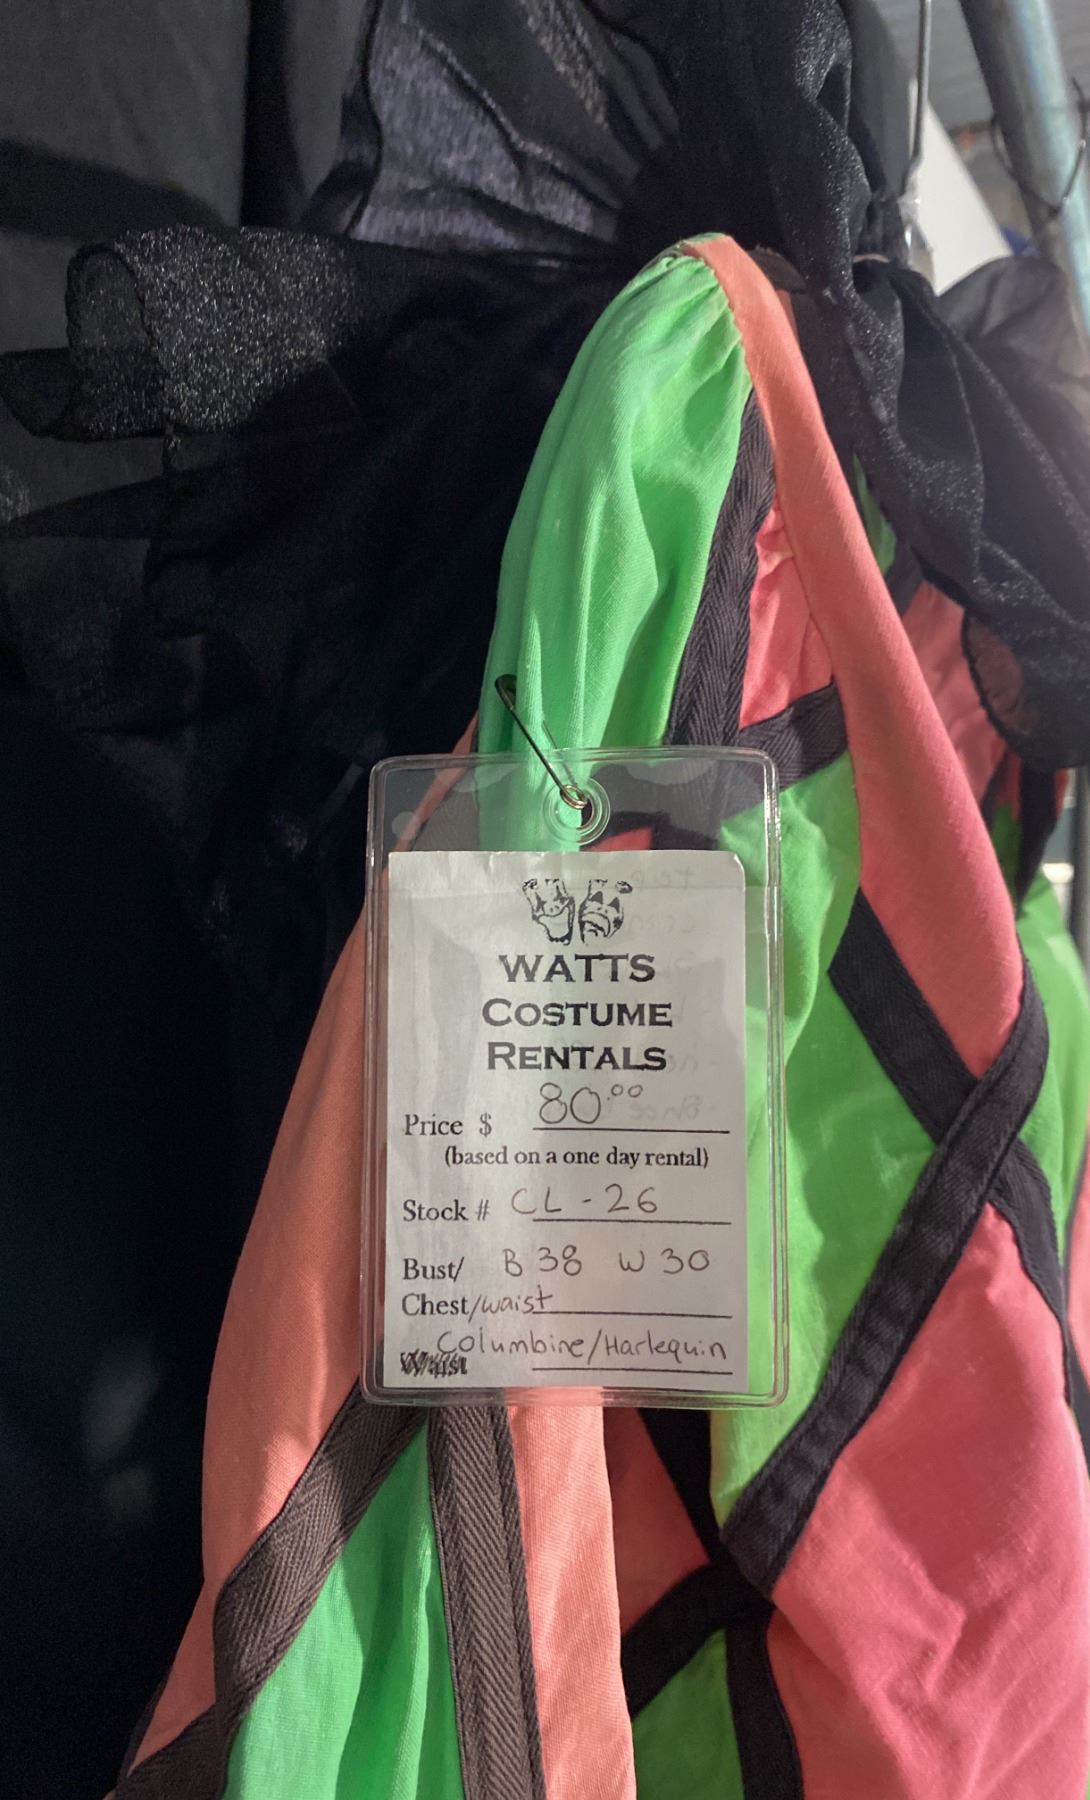 WATTS
COSTUME
RENTALS
Price $ 80.00
(based on a one day rental)
Stock # CL - 26
Bust/ B 38 W 30
Chest/waist
Columbine/Harlequin
Waist